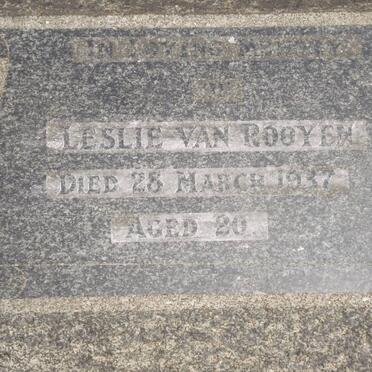 IN LOVING MEMORY
OF
LESLIE VAN ROOYEN
DIED 28 MARCH 1937
AGED 20